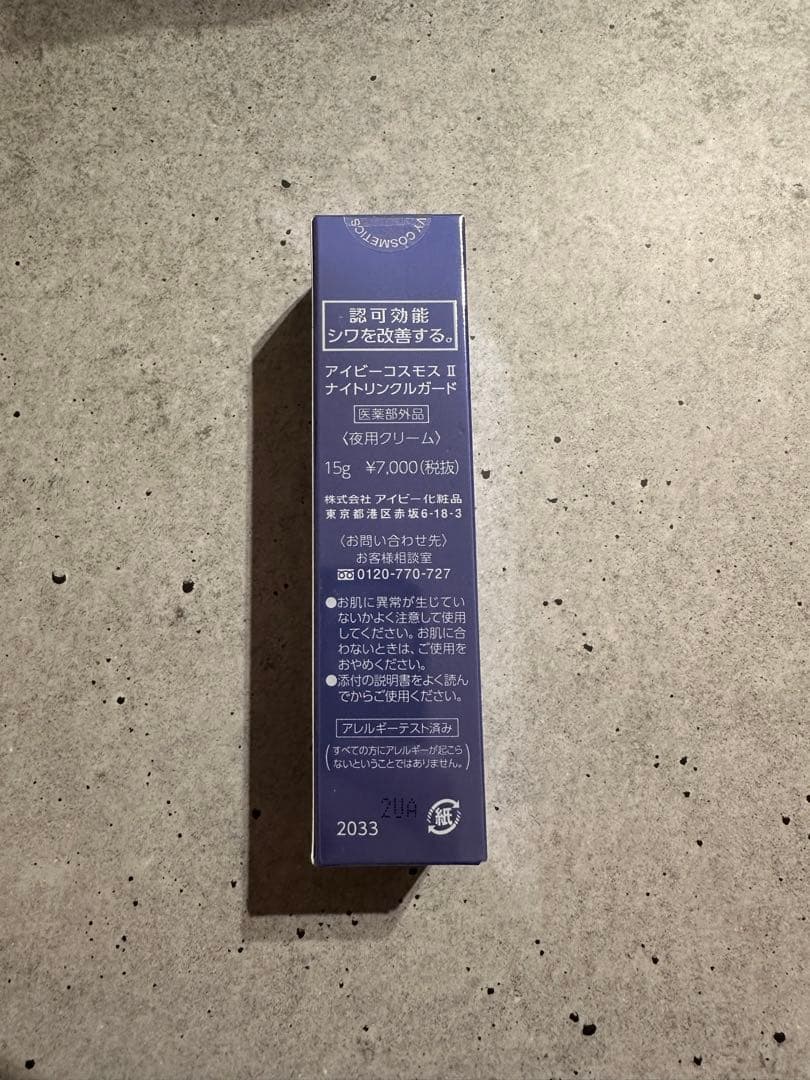 VY COSMETICS
認可効能
シワを改善する。
アイビーコスモス Ⅱ
ナイトリンクルガード
医薬部外品
〈夜用クリーム〉
15g ¥7,000(税抜)
株式会社 アイビー化粧品
東京都港区赤坂6-18-3
〈お問い合わせ先〉
お客様相談室
0120-770-727
●お肌に異常が生じてい
ないかよく注意して使用
してください。お肌に合
わないときは、ご使用を
おやめください。
●添付の説明書をよく読ん
でからご使用ください。
アレルギーテスト済み
(すべての方にアレルギーが起こら
ないということではありません。)
2UA
2033
紙